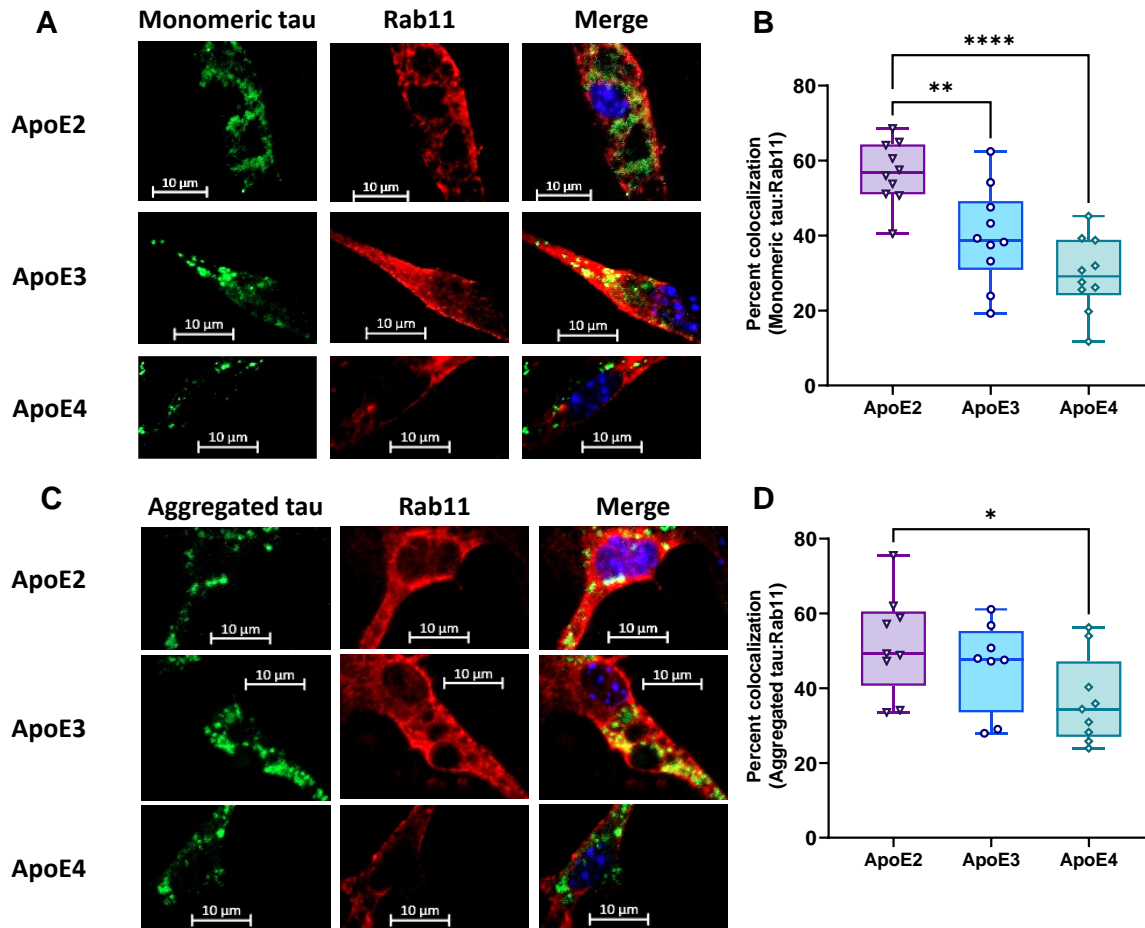 A
Monomeric tau
Rab11
Merge
ApoE2
10 µm
10 µm
10 µm
ApoE3
10 µm
10 µm
10 µm
ApoE4
10 µm
10 µm
10 µm
B
****
**
Percent colocalization
(Monomeric tau:Rab11)
80
60
40
20
0
ApoE2
ApoE3
ApoE4
C
Aggregated tau
Rab11
Merge
ApoE2
10 µm
10 µm
10 µm
ApoE3
10 µm
10 µm
10 µm
ApoE4
10 µm
10 µm
10 µm
D
*
Percent colocalization
(Aggregated tau:Rab11)
80
60
40
20
0
ApoE2
ApoE3
ApoE4